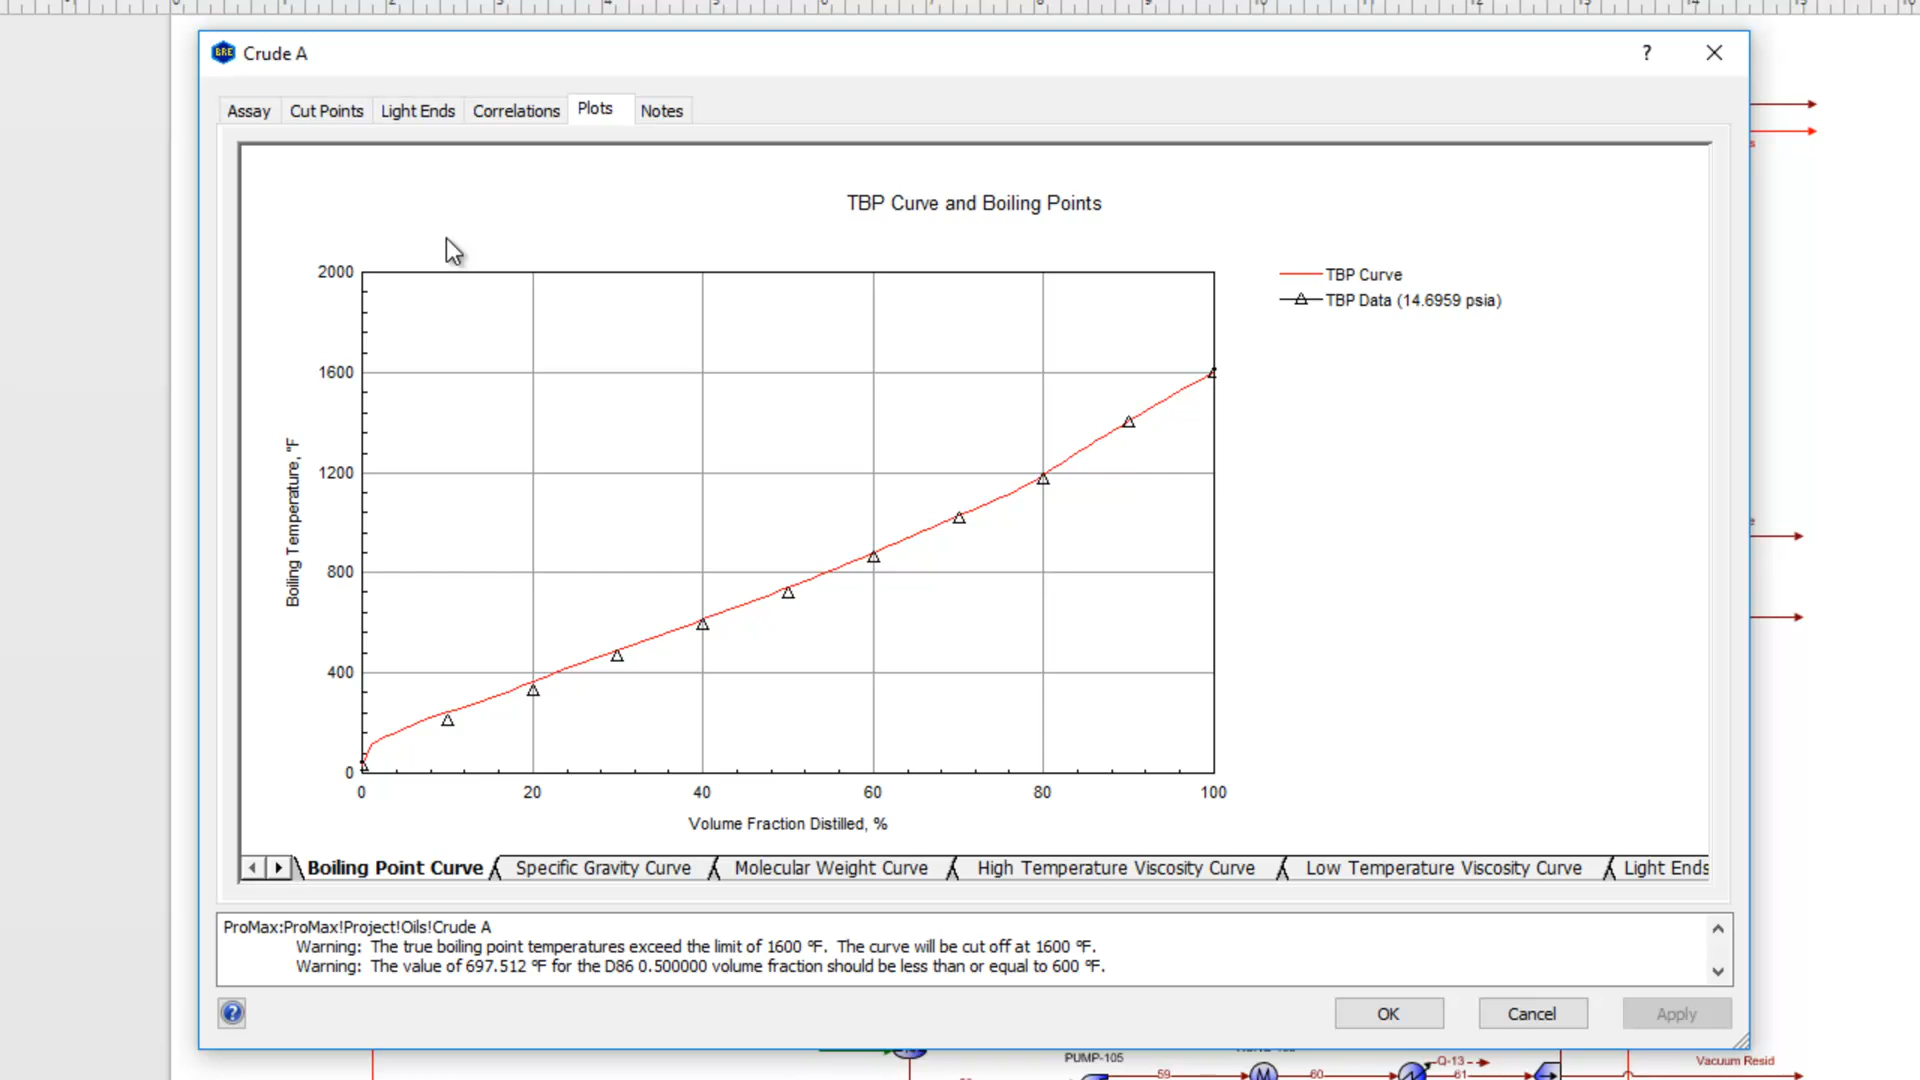 Crude A
?
Assay
Cut Points
Light Ends
Correlations
Plots
Notes
TBP Curve and Boiling Points
TBP Curve
TBP Data (14.6959 psia)
2000
1600
1200
800
400
0
Boiling Temperature, °F
0
20
40
60
80
100
Volume Fraction Distilled, %
Boiling Point Curve
Specific Gravity Curve
Molecular Weight Curve
High Temperature Viscosity Curve
Low Temperature Viscosity Curve
Light Ends
ProMax:ProMax!Project!Oils!Crude A
Warning: The true boiling point temperatures exceed the limit of 1600 °F. The curve will be cut off at 1600 °F.
Warning: The value of 697.512 °F for the D86 0.500000 volume fraction should be less than or equal to 600 °F.
OK
Cancel
Apply
PUMP-105
59
M
60
Q-13
61
Vacuum Resid